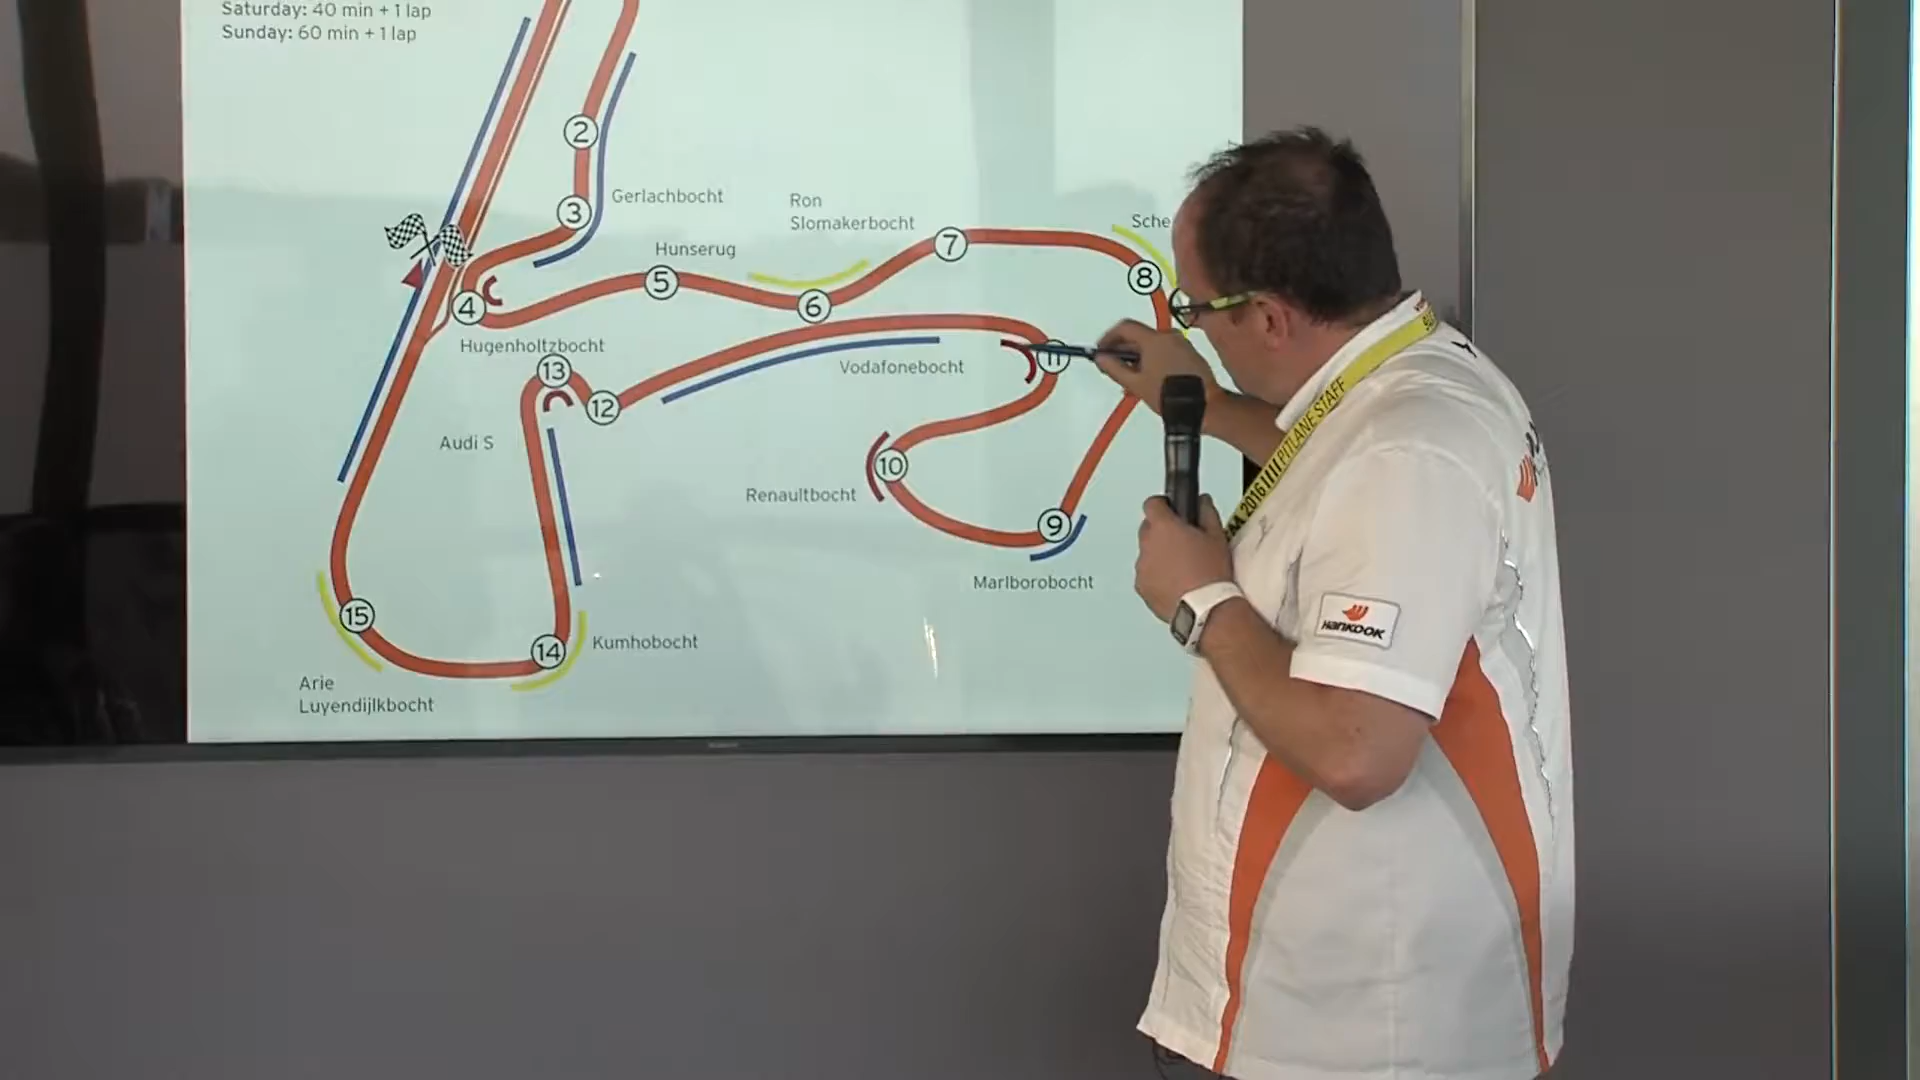 Saturday: 40 min + 1 lap
Sunday: 60 min + 1 lap
2
3
Gerlachbocht
Ron
Slomakerbocht
Sche
Hunserug
7
5
8
4
6
Hugenholtzbocht
13
Vodafonebocht
11
12
Audi S
10
Renaultbocht
9
Marlborobocht
15
14
Kumhobocht
Arie
Luyendijlkbocht
2016 PITLANE STAFF
HANKOOK